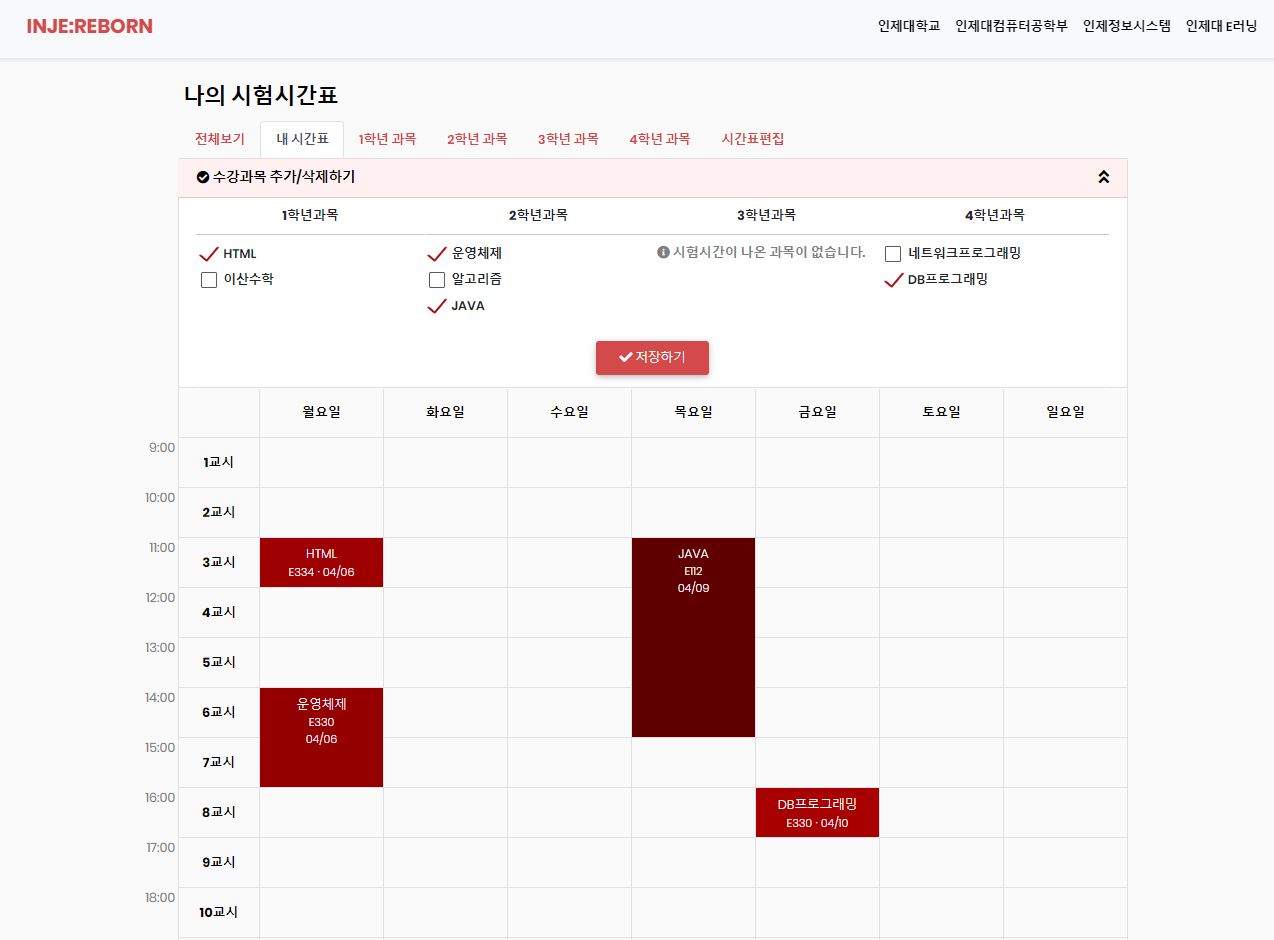 INJE:REBORN 인제대학교 인제대컴퓨터공학부 인제정보시스템 인제대 E러닝
나의 시험시간표
전체보기 내 시간표 1학년 과목 2학년 과목 3학년 과목 4학년 과목 시간표편집
수강과목 추가/삭제하기
1학년과목 2학년과목 3학년과목 4학년과목
HTML 운영체제 시험시간이 나온 과목이 없습니다. 네트워크프로그래밍
이산수학 알고리즘 DB프로그래밍
JAVA
저장하기
월요일 화요일 수요일 목요일 금요일 토요일 일요일
9:00
1교시
10:00
2교시
11:00
3교시
HTML
E334 · 04/06
JAVA
E112
04/09
12:00
4교시
13:00
5교시
14:00
6교시
운영체제
E330
04/06
15:00
7교시
16:00
8교시
DB프로그래밍
E330 · 04/10
17:00
9교시
18:00
10교시